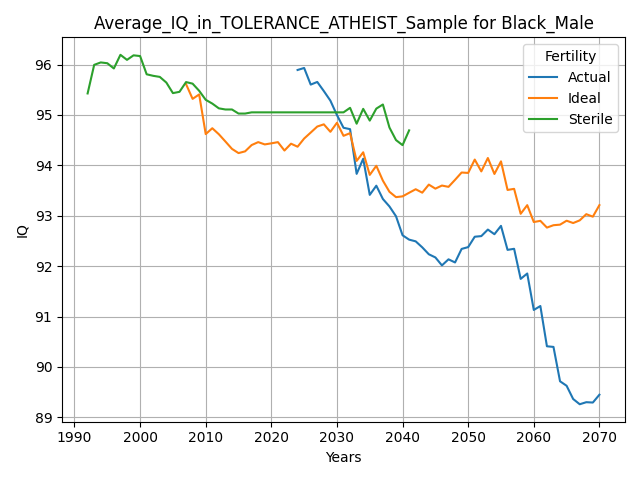 Average_IQ_in_TOLERANCE_ATHEIST_Sample for Black_Male
Fertility
Actual
Ideal
Sterile
IQ
96
95
94
93
92
91
90
89
1990 2000 2010 2020 2030 2040 2050 2060 2070
Years